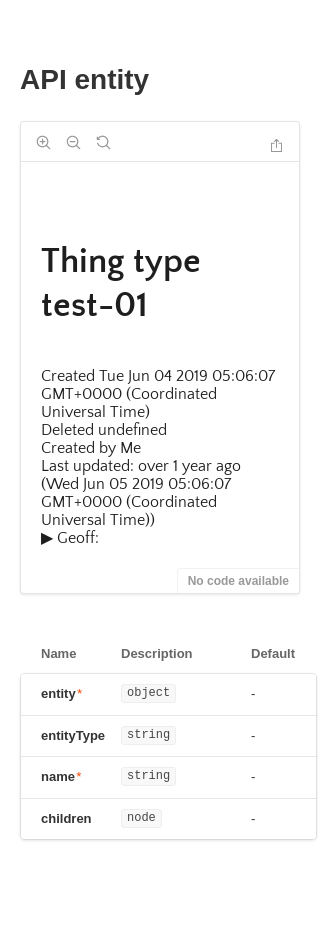 API entity
Thing type
test-01
Created Tue Jun 04 2019 05:06:07
GMT+0000 (Coordinated
Universal Time)
Deleted undefined
Created by Me
Last updated: over 1 year ago
(Wed Jun 05 2019 05:06:07
GMT+0000 (Coordinated
Universal Time))
▶ Geoff:
No code available
Name Description Default
entity* object -
entityType string -
name* string -
children node -